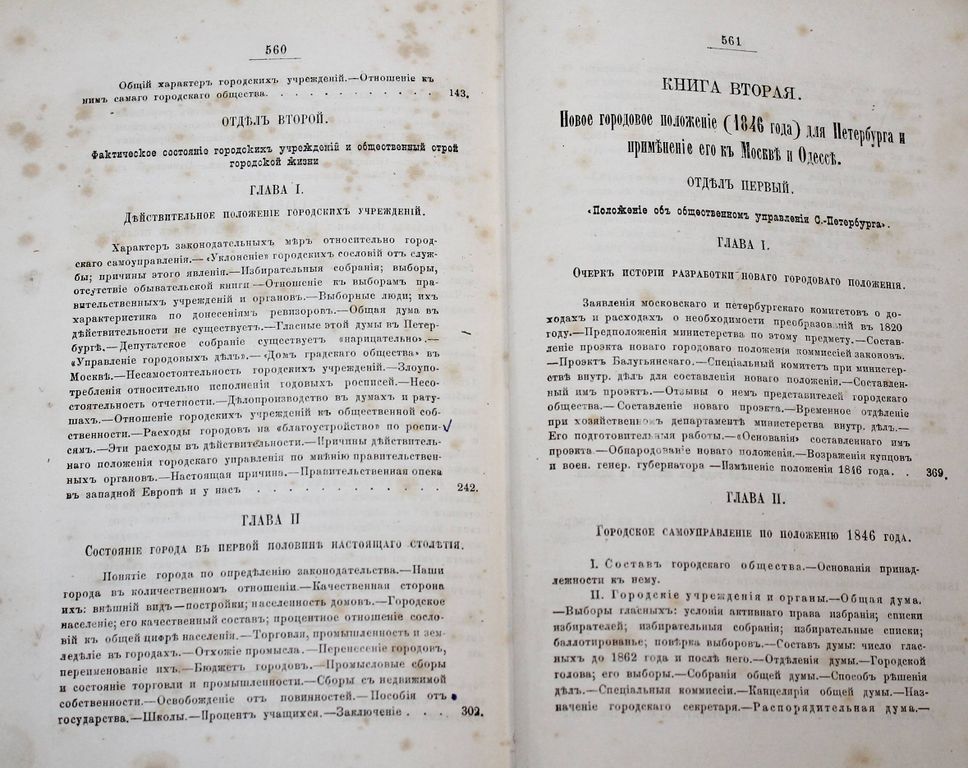 560
Общій характеръ городскихъ учрежденій.—Отношеніе къ
нимъ самаго городскаго общества. . . . . . . . . . . 143.
ОТДѢЛЪ ВТОРОЙ.
Фактическое состояніе городскихъ учрежденій и общественный строй
городской жизни
ГЛАВА I.
Дѣйствительное положеніе городскихъ учрежденій.
Характеръ законодательныхъ мѣръ относительно город-
скаго самоуправленія.— «Уклоненіе» городскихъ сословій отъ служ-
бы; причины этого явленія.—Избирательныя собранія; выборы,
отсутствіе обывательской книги —Отношеніе къ выборамъ пра-
вительственныхъ учрежденій и органовъ.—Выборные люди; ихъ
характеристика по донесеніямъ ревизоровъ.—Общая дума въ
дѣйствительности не существуетъ.—Гласные этой думы въ Петер-
бургѣ.—Депутатское собраніе существуетъ «нарицательно».—
«Управленіе городовыхъ дѣлъ».— «Домъ градскаго общества» въ
Москвѣ.—Несамостоятельность городскихъ учрежденій.—Злоупо-
требленія относительно исполненія годовыхъ росписей.—Несо-
стоятельность отчетности.—Дѣлопроизводство въ думахъ и рату-
шахъ.—Отношеніе городскихъ учрежденій къ общественной соб-
ственности.—Расходы городовъ на «благоустройство» по роспи-
сямъ.—Эти расходы въ дѣйствительности.—Причины дѣйствитель-
наго положенія городскаго управленія по мнѣнію правительствен-
ныхъ органовъ.—Настоящая причина.—Правительственная опека
въ западной Европѣ и у насъ . . . . . . . . . . . . 242.
ГЛАВА II
Состояніе города въ первой половинѣ настоящаго столѣтія.
Понятіе города по опредѣленію законодательства.—Наши
города въ количественномъ отношеніи.—Качественная сторона
ихъ: внѣшній видъ—постройки; населенность домовъ.—Городское
населеніе; его качественный составъ; процентное отношеніе сосло-
вій къ общей цифрѣ населенія.—Торговля, промышленность и зем-
ледѣліе въ городахъ.—Отхожіе промысла.—Перенесеніе городовъ,
переименованіе ихъ.—Бюджетъ городовъ.—Промысловые сборы
и состояніе торговли и промышленности.—Сборы съ недвижимой
собственности.—Освобожденіе отъ повинностей.—Пособія отъ
государства.—Школы.—Процентъ учащихся.—Заключеніе . . . . 302.
561
КНИГА ВТОРАЯ.
Новое городовое положеніе (1846 года) для Петербурга и
примѣненіе его къ Москвѣ и Одессѣ.
ОТДѢЛЪ ПЕРВЫЙ.
«Положеніе объ общественномъ управленія С.-Петербурга».
ГЛАВА I.
Очеркъ исторіи разработки новаго городоваго положенія.
Заявленія московскаго и петербургскаго комитетовъ о до-
ходахъ и расходахъ о необходимости преобразованій въ 1820
году.—Предположенія министерства по этому предмету.—Состав-
леніе проэкта новаго городоваго положенія коммиссіей законовъ.
—Проэктъ Балугьянскаго.—Спеціальный комитетъ при министер-
ствѣ внутр. дѣлъ для составленія новаго положенія.—Составлен-
ный имъ проэктъ.—Отзывы о немъ представителей городскаго
общества.—Составленіе новаго проэкта.—Временное отдѣленіе
при хозяйственномъ департаментѣ министерства внутр. дѣлъ.—
Его подготовительныя работы.—«Основанія» составленнаго имъ
проэкта —Обнародованіе новаго положенія.—Возраженія купцовъ
и воен. генер. губернатора —Измѣненіе положенія 1846 года. . 369.
ГЛАВА II.
Городское самоуправленіе по положенію 1846 года.
I. Составъ городскаго общества.—Основанія принад-
лежности къ нему.
II. Городскіе учрежденія и органы.—Общая дума.
—Выборы гласныхъ: условія активнаго права избранія; списки
избирателей; избирательныя собранія; избирательные списки;
баллотированье; повѣрка выборовъ.—Составъ думы: число глас-
ныхъ до 1862 года и послѣ него.—Отдѣленія думы.—Городской
голова; его выборы.—Собранія общей думы.—Способъ рѣшенія
дѣлъ.—Спеціальныя коммисіи.—Канцелярія общей думы.—Наз-
наченіе городскаго секретаря.—Распорядительная дума.—